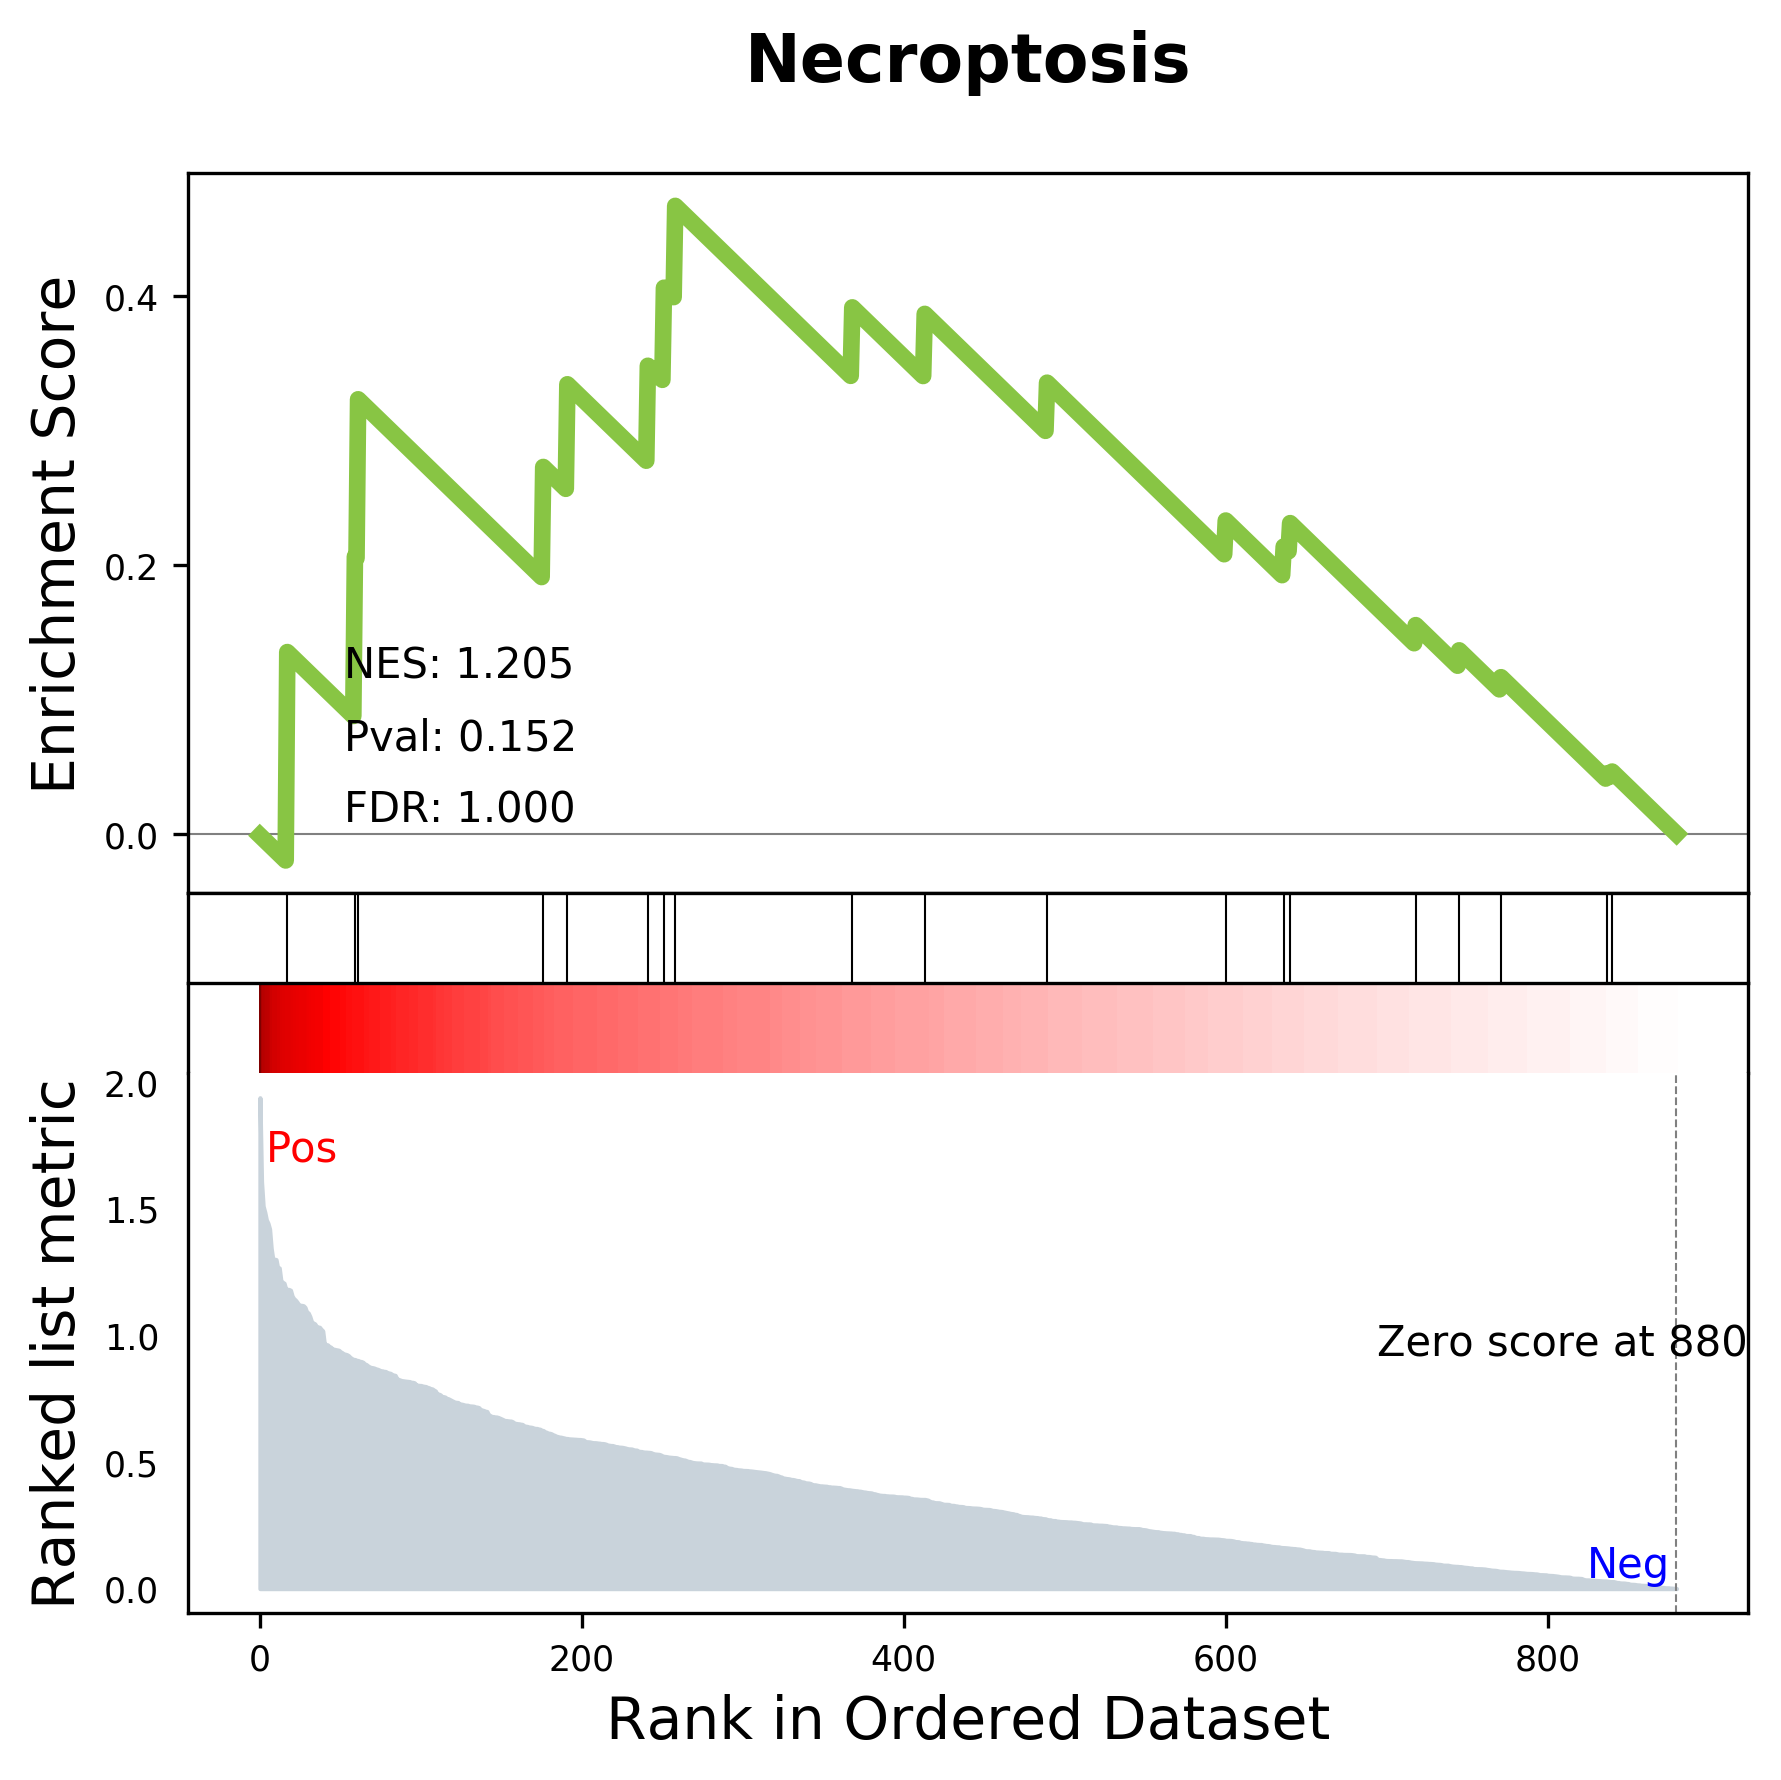 Necroptosis
Enrichment Score
0.4
0.2
0.0
NES: 1.205
Pval: 0.152
FDR: 1.000
Ranked list metric
2.0
1.5
1.0
0.5
0.0
Pos
Zero score at 880
Neg
0 200 400 600 800
Rank in Ordered Dataset